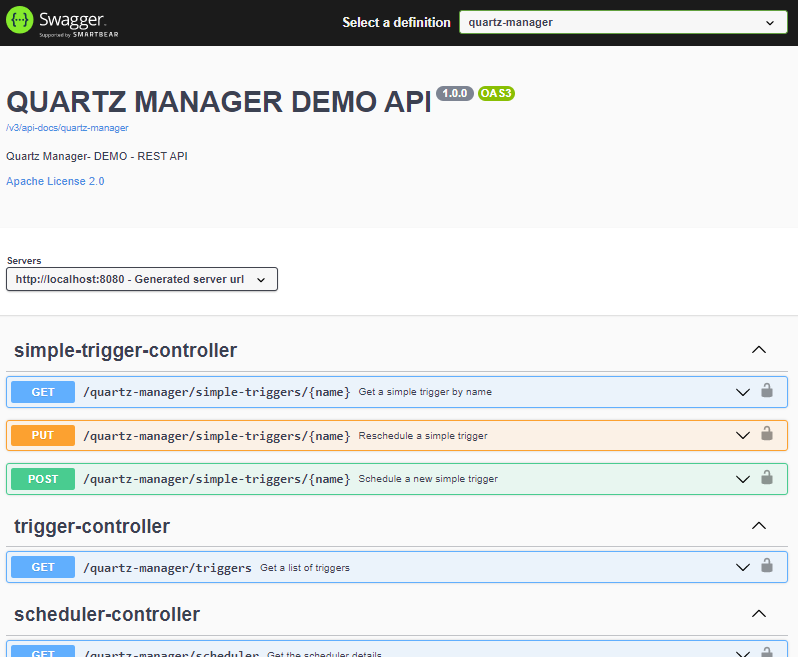 Swagger.
Supported by SMARTBEAR
Select a definition
quartz-manager
QUARTZ MANAGER DEMO API 1.0.0 OAS3
/v3/api-docs/quartz-manager
Quartz Manager- DEMO - REST API
Apache License 2.0
Servers
http://localhost:8080 - Generated server url
simple-trigger-controller
GET /quartz-manager/simple-triggers/{name} Get a simple trigger by name
PUT /quartz-manager/simple-triggers/{name} Reschedule a simple trigger
POST /quartz-manager/simple-triggers/{name} Schedule a new simple trigger
trigger-controller
GET /quartz-manager/triggers Get a list of triggers
scheduler-controller
GET /quartz-manager/scheduler Get the scheduler details